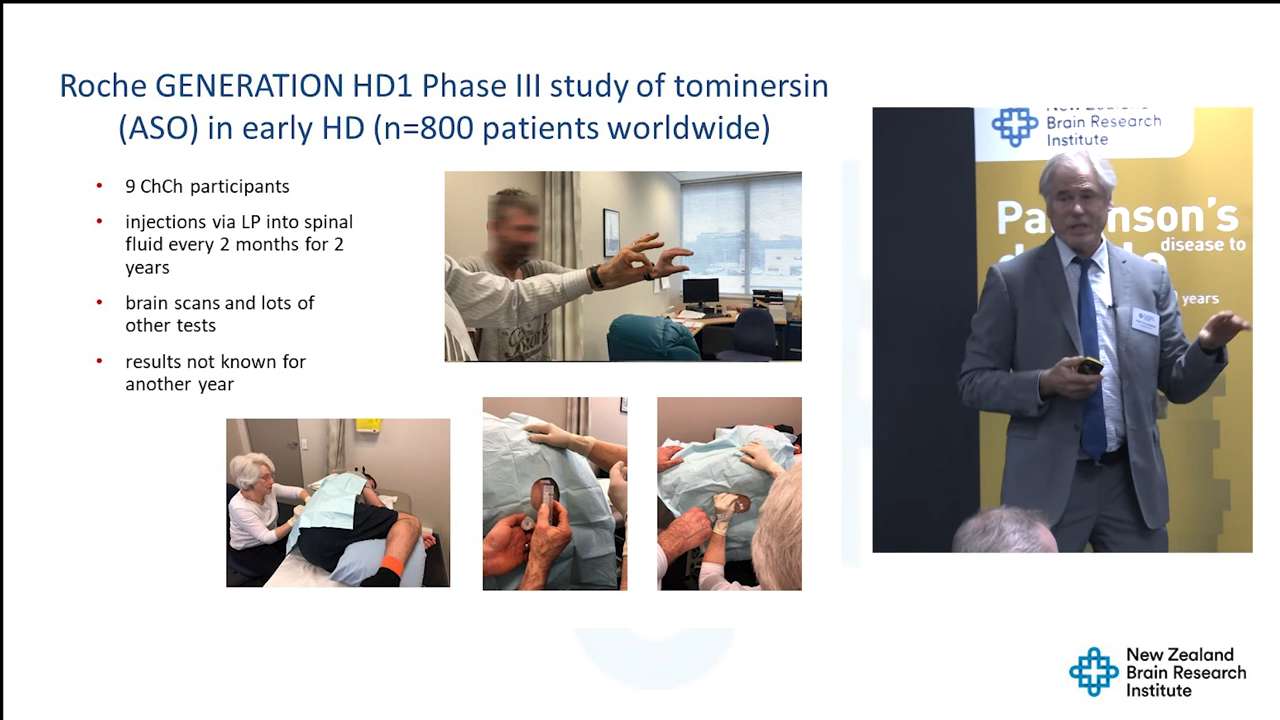 Roche GENERATION HD1 Phase III study of tominersin
(ASO) in early HD (n=800 patients worldwide)
• 9 ChCh participants
• injections via LP into spinal
fluid every 2 months for 2
years
• brain scans and lots of
other tests
• results not known for
another year
New Zealand
Brain Research
Institute
disease to
years
New Zealand
Brain Research
Institute